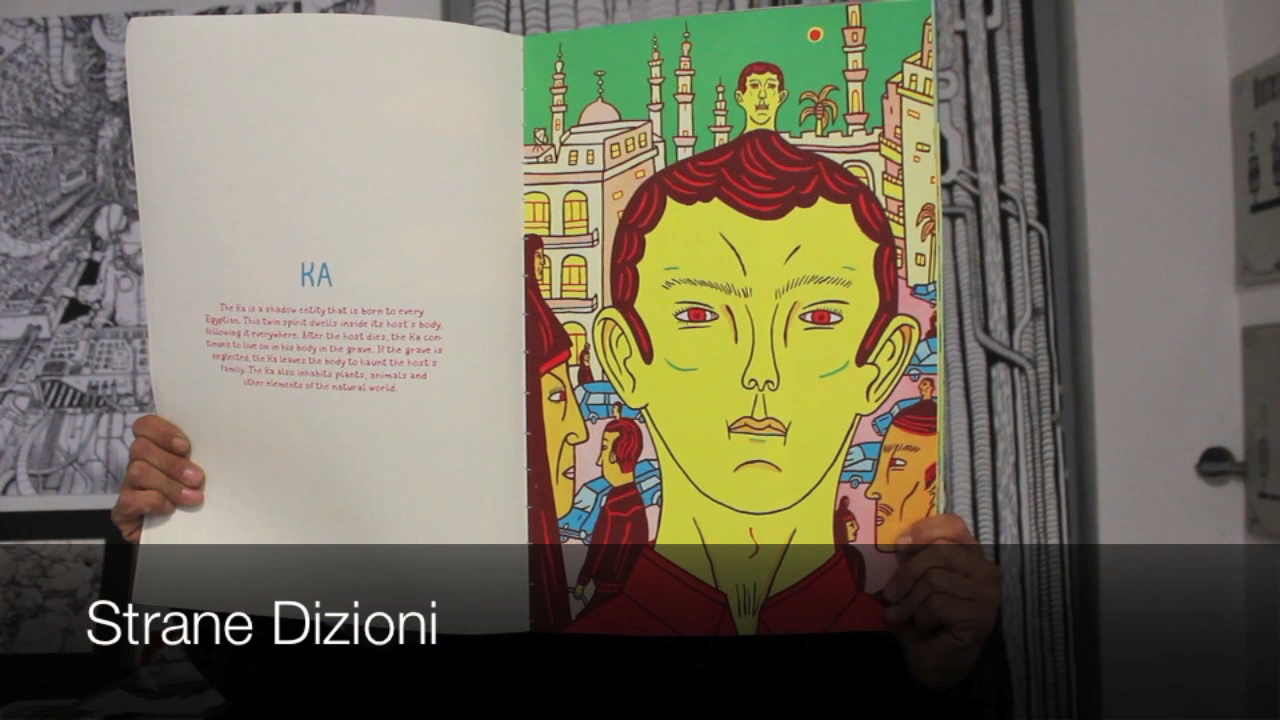 KA
The Ka is a shadow entity that is born to every
Egyptian. This twin spirit dwells inside its host's body,
following it everywhere. After the host dies, the Ka con-
tinues to live on in his body in the grave. If the grave is
neglected, the Ka leaves the body to haunt the host's
family. The Ka also inhabits plants, animals and
other elements of the natural world.
Strane Dizioni